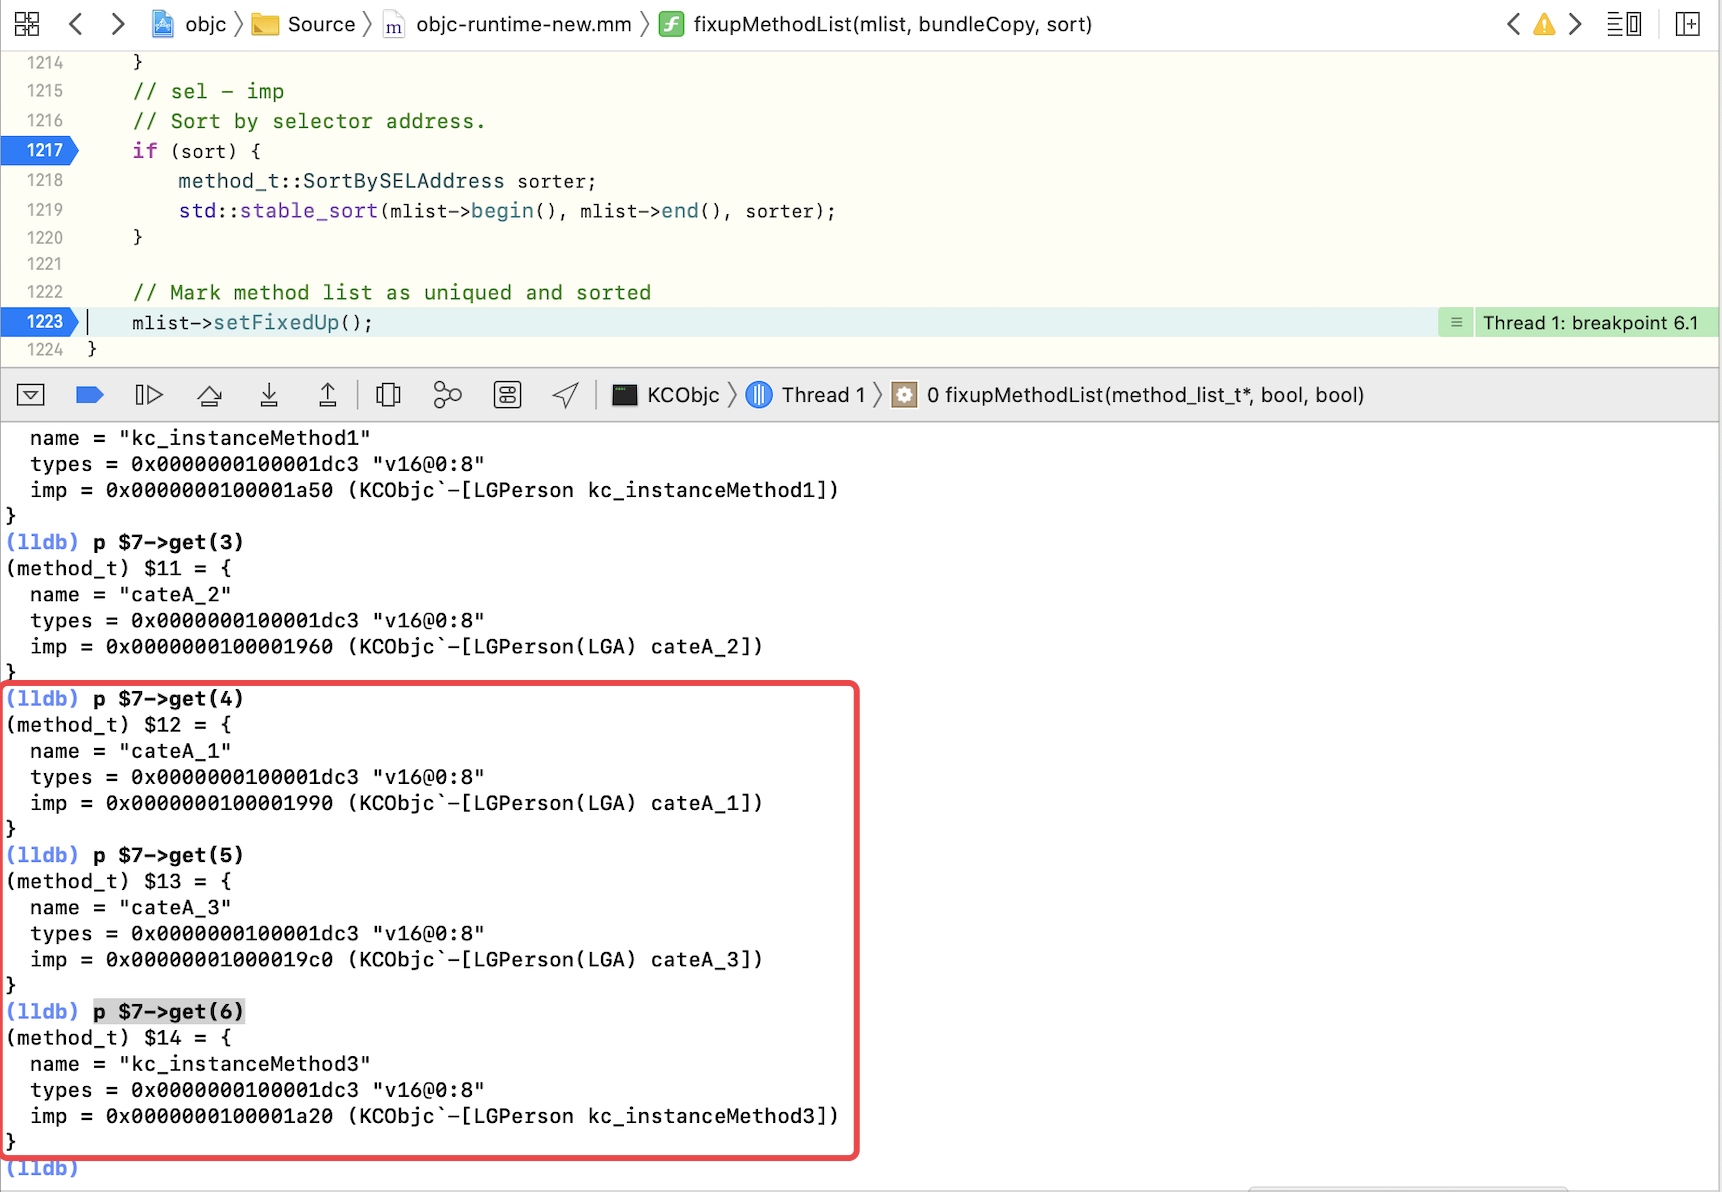 objc Source m objc-runtime-new.mm f fixupMethodList(mlist, bundleCopy, sort)
1214 }
1215 // sel - imp
1216 // Sort by selector address.
1217 if (sort) {
1218 method_t::SortBySELAddress sorter;
1219 std::stable_sort(mlist->begin(), mlist->end(), sorter);
1220 }
1221
1222 // Mark method list as uniqued and sorted
1223 mlist->setFixedUp(); Thread 1: breakpoint 6.1
1224 }
KCObjc Thread 1 0 fixupMethodList(method_list_t*, bool, bool)
name = "kc_instanceMethod1"
types = 0x0000000100001dc3 "v16@0:8"
imp = 0x0000000100001a50 (KCObjc`-[LGPerson kc_instanceMethod1])
}
(lldb) p $7->get(3)
(method_t) $11 = {
name = "cateA_2"
types = 0x0000000100001dc3 "v16@0:8"
imp = 0x0000000100001960 (KCObjc`-[LGPerson(LGA) cateA_2])
}
(lldb) p $7->get(4)
(method_t) $12 = {
name = "cateA_1"
types = 0x0000000100001dc3 "v16@0:8"
imp = 0x0000000100001990 (KCObjc`-[LGPerson(LGA) cateA_1])
}
(lldb) p $7->get(5)
(method_t) $13 = {
name = "cateA_3"
types = 0x0000000100001dc3 "v16@0:8"
imp = 0x00000001000019c0 (KCObjc`-[LGPerson(LGA) cateA_3])
}
(lldb) p $7->get(6)
(method_t) $14 = {
name = "kc_instanceMethod3"
types = 0x0000000100001dc3 "v16@0:8"
imp = 0x0000000100001a20 (KCObjc`-[LGPerson kc_instanceMethod3])
}
(lldb)